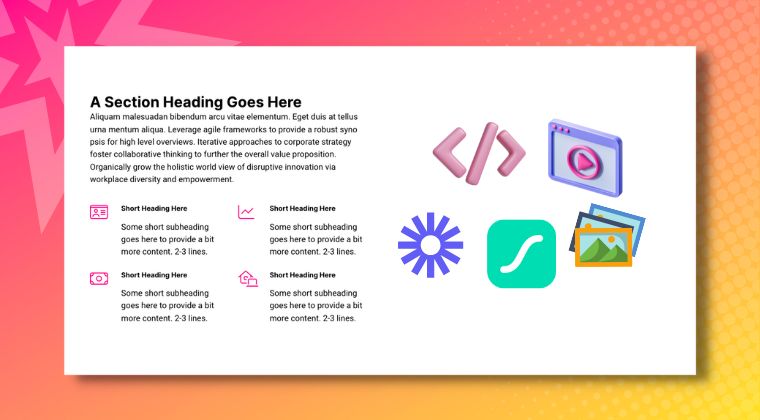 A Section Heading Goes Here
Aliquam malesuadan bibendum arcu vitae elementum. Eget duis at tellus
urna mentum aliqua. Leverage agile frameworks to provide a robust syno
psis for high level overviews. Iterative approaches to corporate strategy
foster collaborative thinking to further the overall value proposition.
Organically grow the holistic world view of disruptive innovation via
workplace diversity and empowerment.
Short Heading Here
Some short subheading
goes here to provide a bit
more content. 2-3 lines.
Short Heading Here
Some short subheading
goes here to provide a bit
more content. 2-3 lines.
Short Heading Here
Some short subheading
goes here to provide a bit
more content. 2-3 lines.
Short Heading Here
Some short subheading
goes here to provide a bit
more content. 2-3 lines.